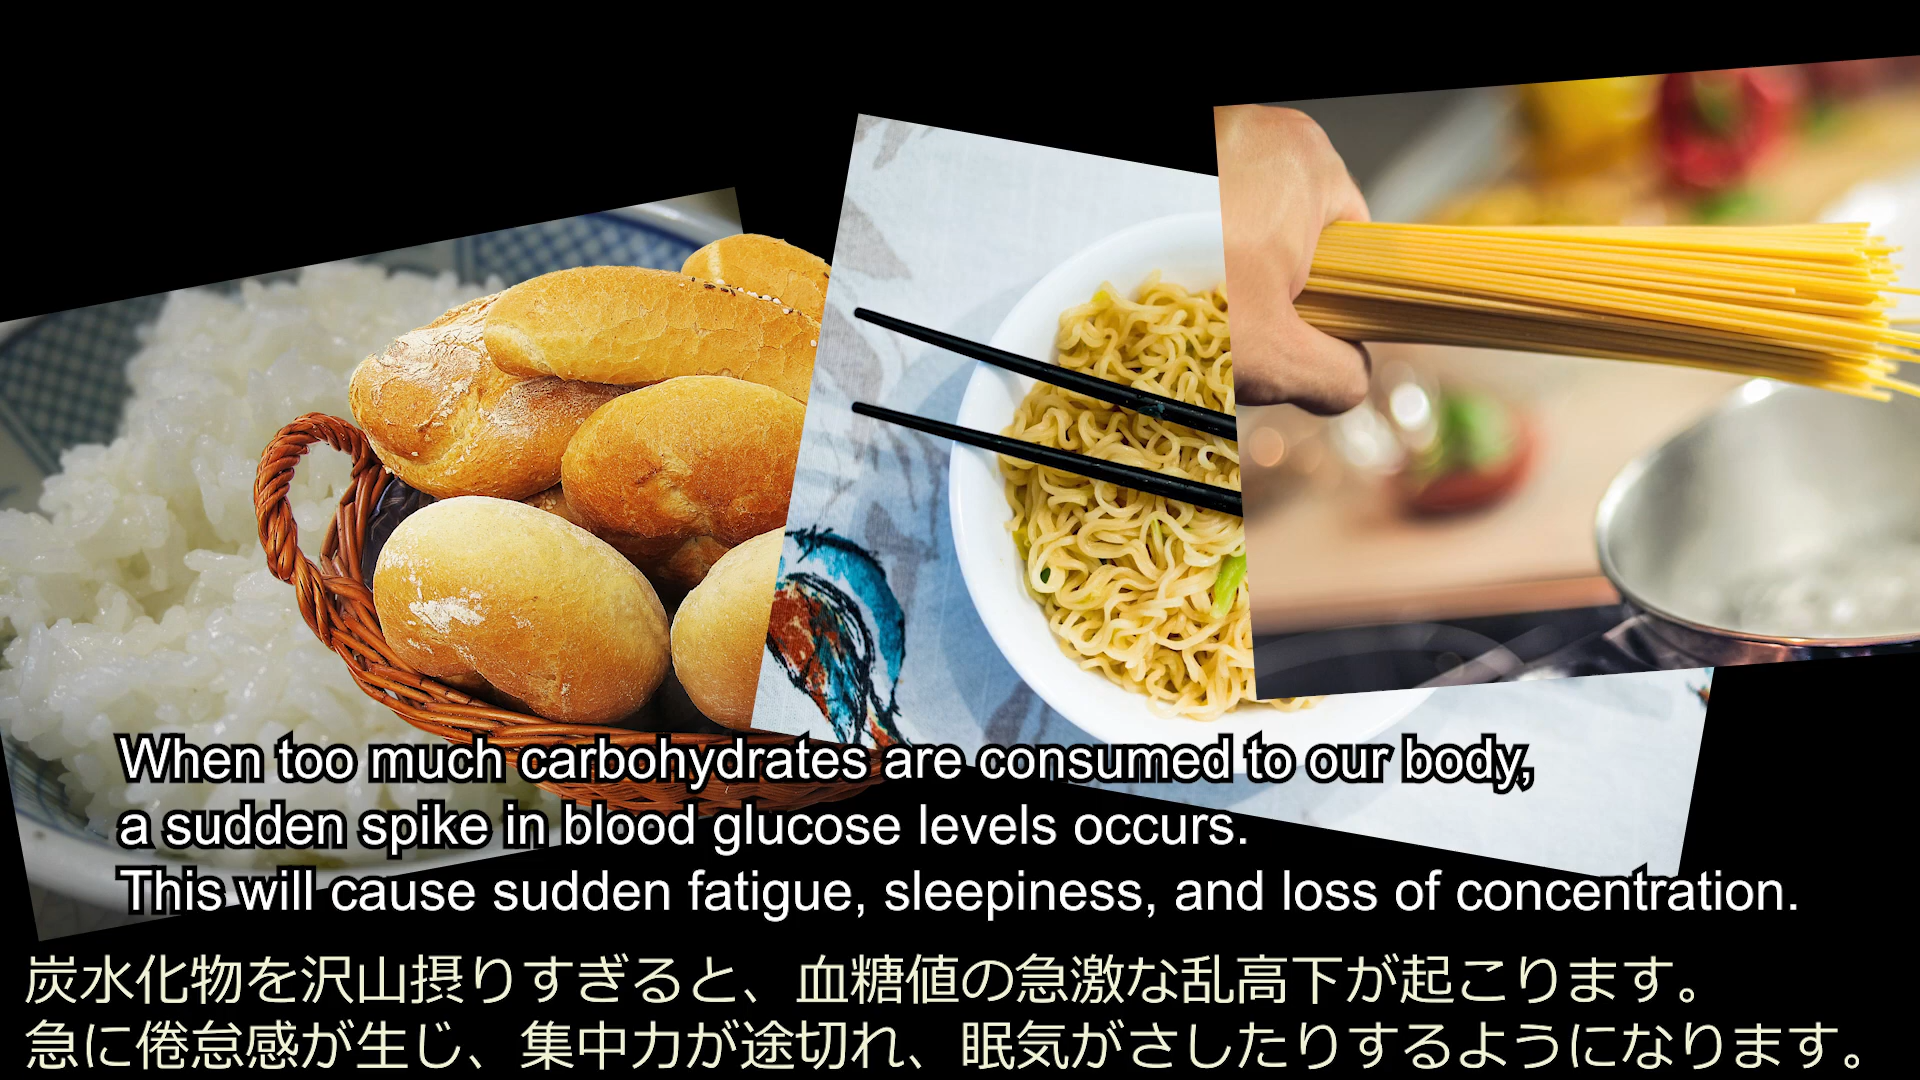 When too much carbohydrates are consumed to our body,
a sudden spike in blood glucose levels occurs.
This will cause sudden fatigue, sleepiness, and loss of concentration.
炭水化物を沢山摂りすぎると、血糖値の急激な乱高下が起こります。
急に倦怠感が生じ、集中力が途切れ、眠気がさしたりするようになります。